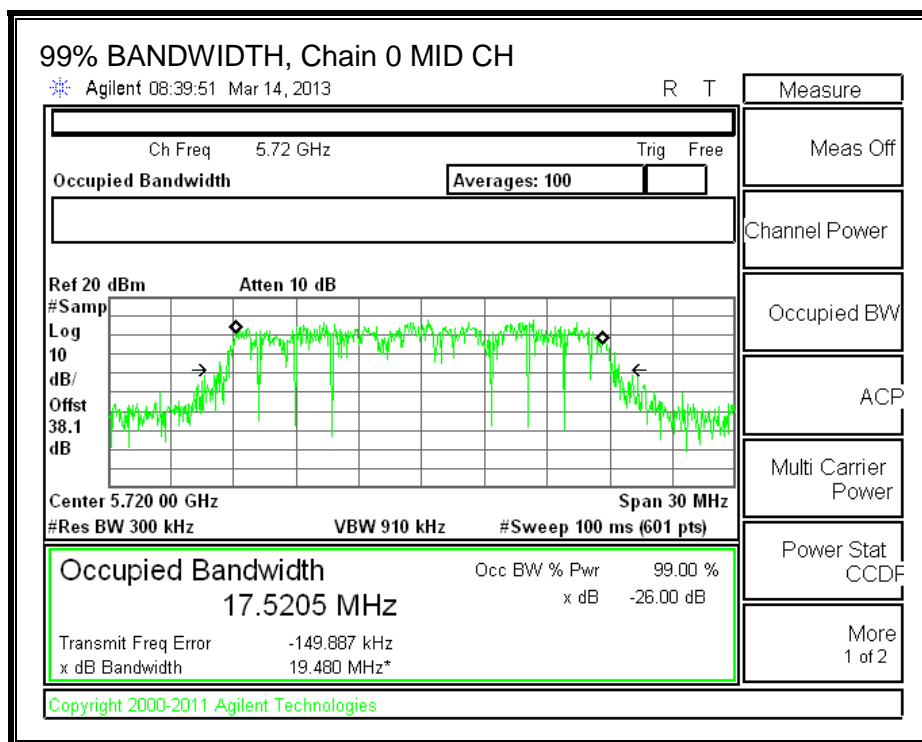 99% BANDWIDTH, Chain 0 MID CH
Agilent 08:39:51 Mar 14, 2013 R T
Measure
Ch Freq 5.72 GHz Trig Free
Meas Off
Occupied Bandwidth Averages: 100
Channel Power
Ref 20 dBm Atten 10 dB
#Samp
Log
10
dB/
Offst
38.1
dB
Occupied BW
ACP
Multi Carrier
Power
Center 5.720 00 GHz Span 30 MHz
#Res BW 300 kHz VBW 910 kHz #Sweep 100 ms (601 pts)
Power Stat
CCDF
Occupied Bandwidth Occ BW % Pwr 99.00 %
17.5205 MHz x dB -26.00 dB
Transmit Freq Error -149.887 kHz
x dB Bandwidth 19.480 MHz*
More
1 of 2
Copyright 2000-2011 Agilent Technologies